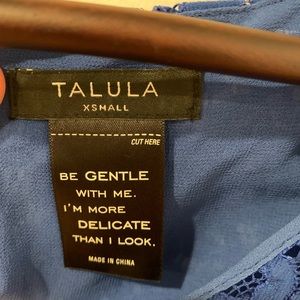 TALULA
XSMALL
CUT HERE
BE GENTLE
WITH ME.
I'M MORE
DELICATE
THAN I LOOK.
MADE IN CHINA